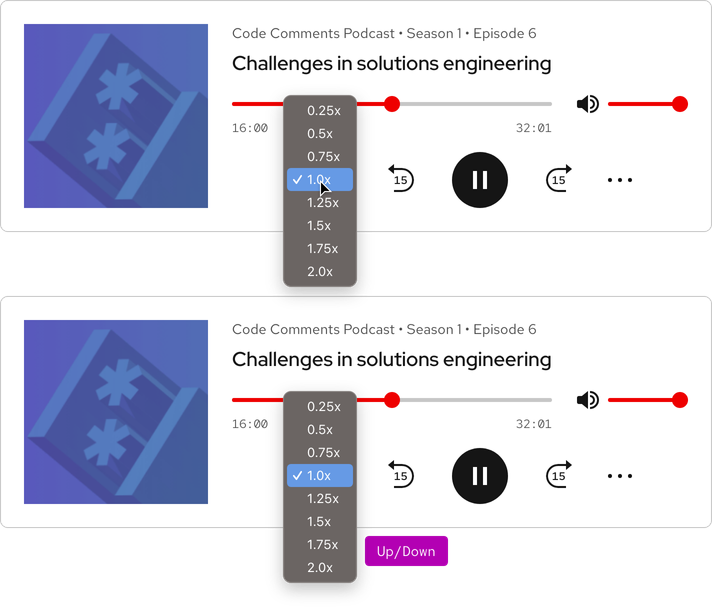 Code Comments Podcast • Season 1 • Episode 6
Challenges in solutions engineering
16:00
32:01
0.25x
0.5x
0.75x
✓ 1.0x
1.25x
1.5x
1.75x
2.0x
15
15
Code Comments Podcast • Season 1 • Episode 6
Challenges in solutions engineering
16:00
32:01
0.25x
0.5x
0.75x
✓ 1.0x
1.25x
1.5x
1.75x
2.0x
15
15
Up/Down